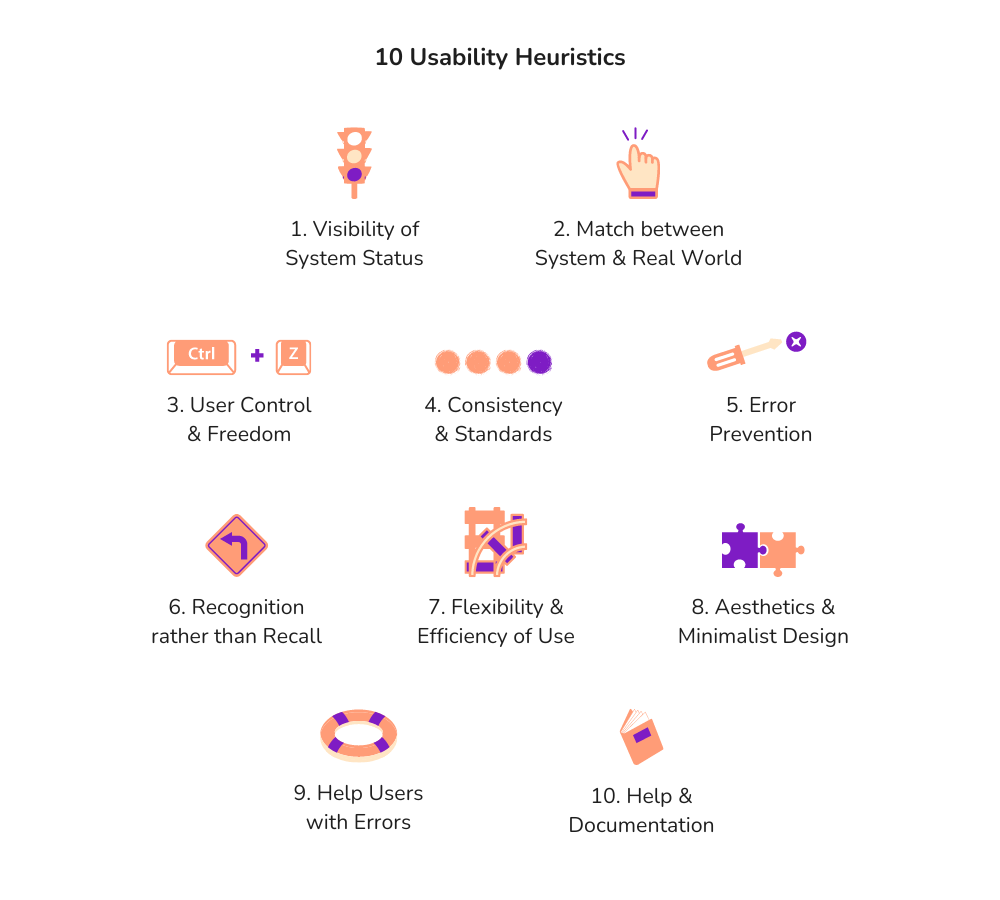 10 Usability Heuristics
1. Visibility of
System Status
2. Match between
System & Real World
Ctrl + Z
3. User Control
& Freedom
4. Consistency
& Standards
5. Error
Prevention
6. Recognition
rather than Recall
7. Flexibility &
Efficiency of Use
8. Aesthetics &
Minimalist Design
9. Help Users
with Errors
10. Help &
Documentation